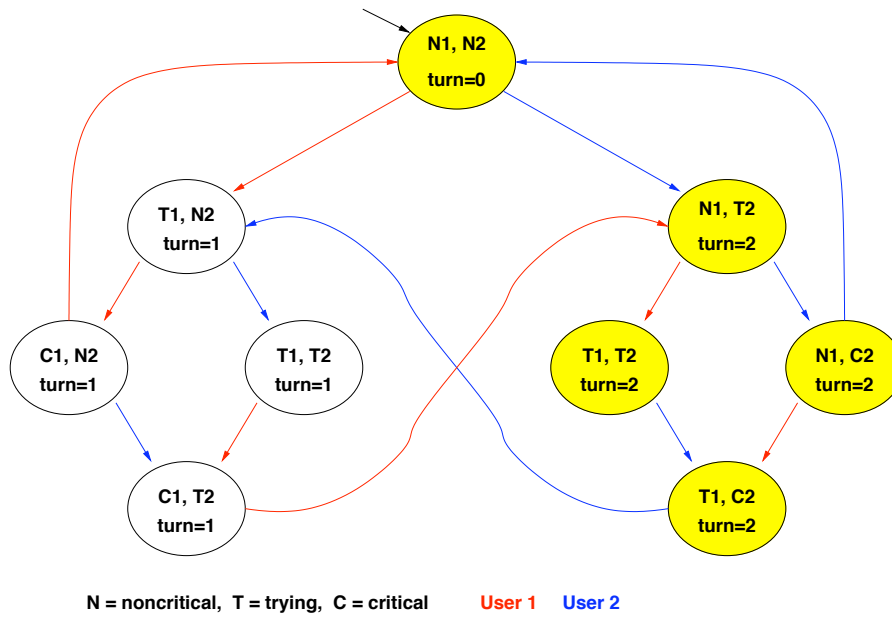 N1, N2
turn=0
T1, N2
turn=1
N1, T2
turn=2
C1, N2
turn=1
T1, T2
turn=1
T1, T2
turn=2
N1, C2
turn=2
C1, T2
turn=1
T1, C2
turn=2
N = noncritical, T = trying, C = critical User 1 User 2